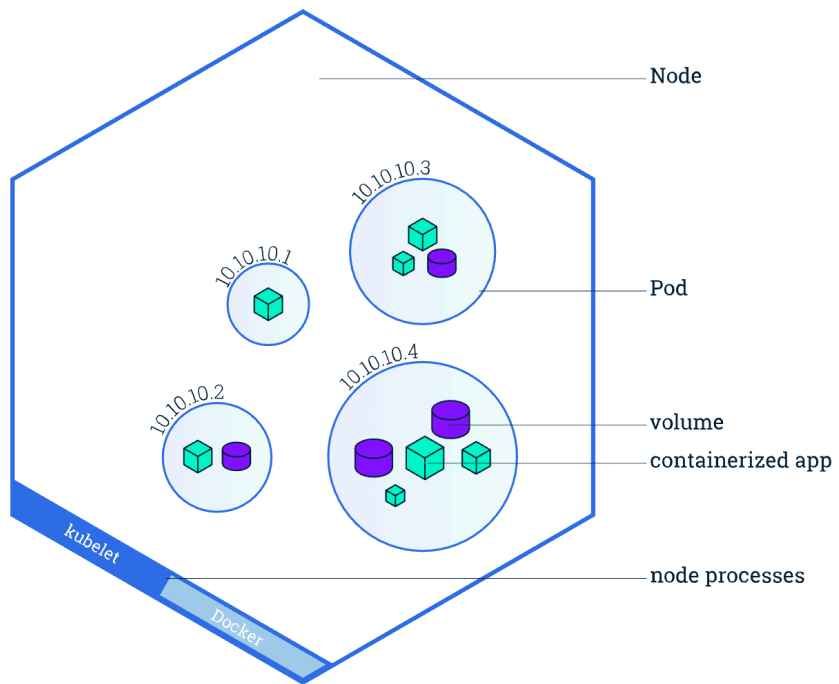 Node
10.10.10.3
10.10.10.1
Pod
10.10.10.4
10.10.10.2
volume
containerized app
kubelet
node processes
Docker